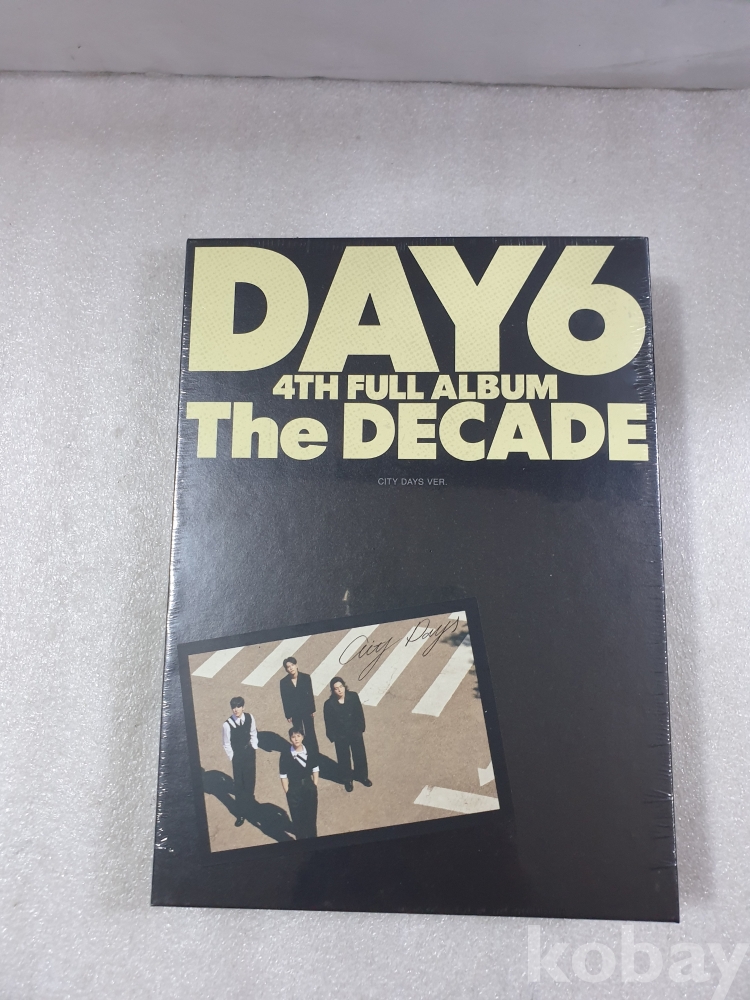 DAY6
4TH FULL ALBUM
The DECADE
CITY DAYS VER.
City Days
kobay